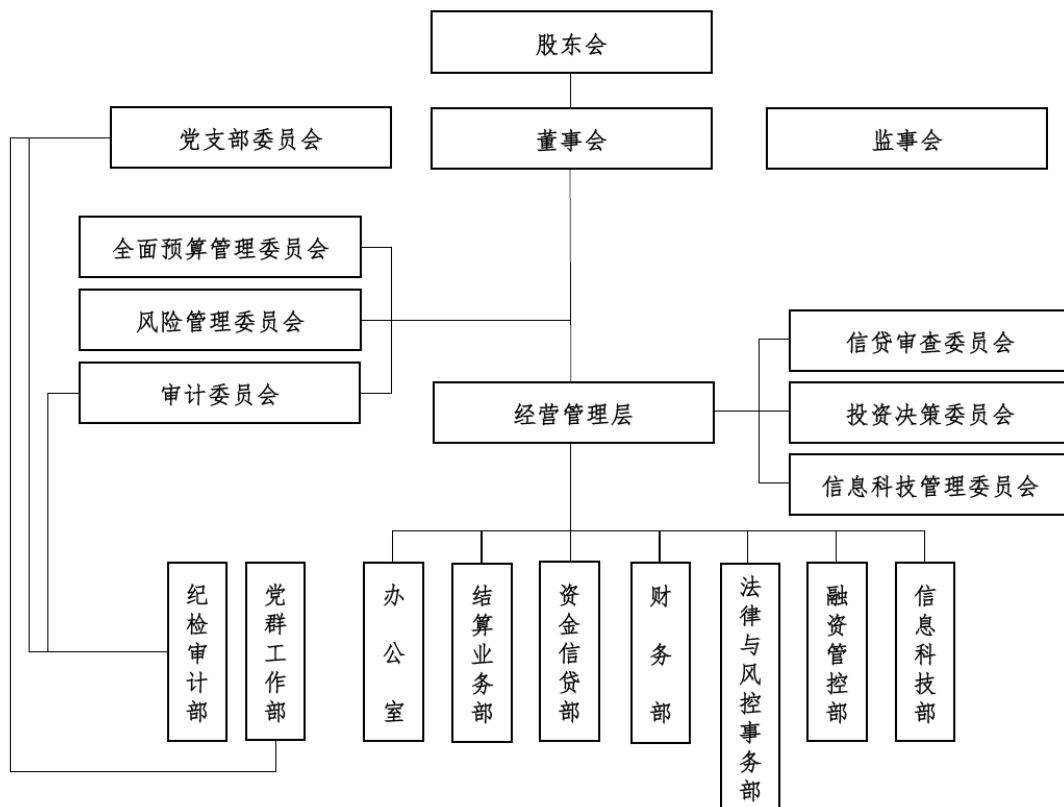 股东会
党支部委员会
董事会
监事会
全面预算管理委员会
风险管理委员会
审计委员会
信贷审查委员会
经营管理层
投资决策委员会
信息科技管理委员会
纪检审计部
党群工作部
办公室
结算业务部
资金信贷部
财务部
法律与风控事务部
融资管控部
信息科技部